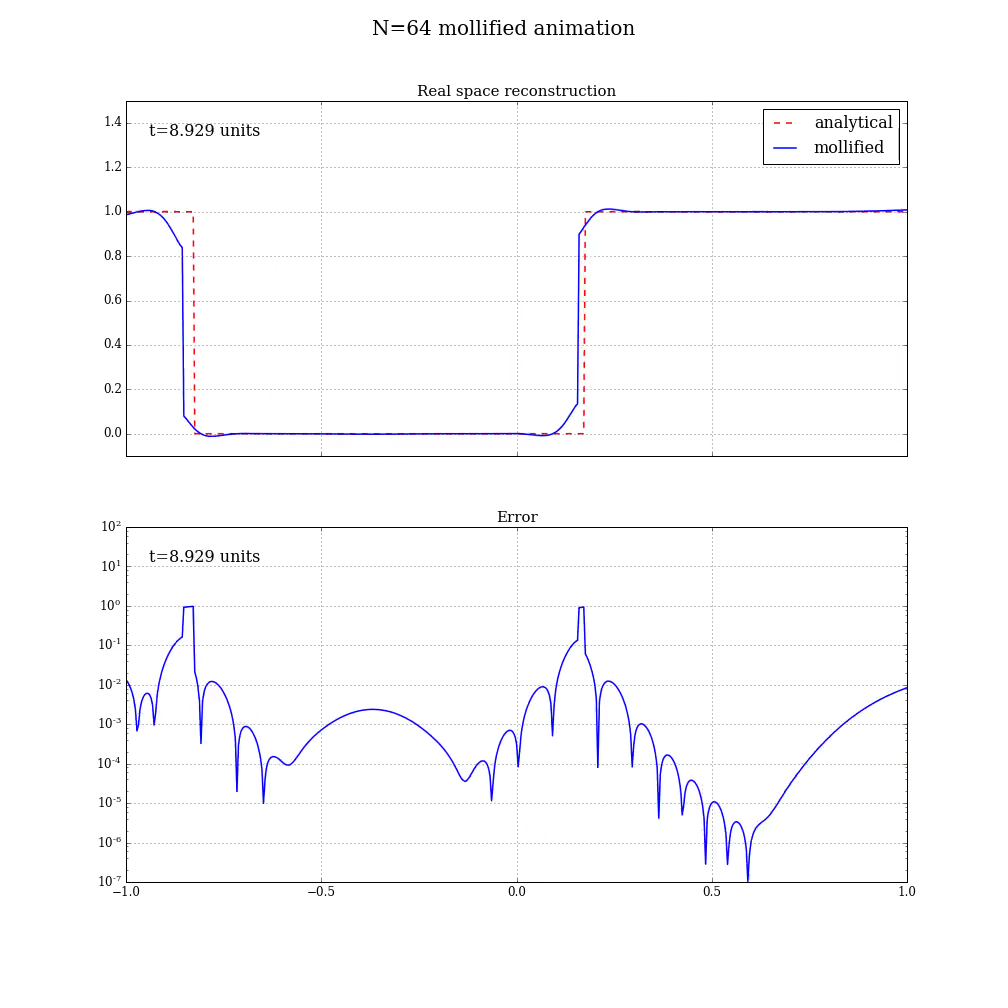 N=64 mollified animation
Real space reconstruction
t=8.929 units
analytical
mollified
1.4
1.2
1.0
0.8
0.6
0.4
0.2
0.0
Error
t=8.929 units
10²
10¹
10⁰
10⁻¹
10⁻²
10⁻³
10⁻⁴
10⁻⁵
10⁻⁶
10⁻⁷
−1.0 −0.5 0.0 0.5 1.0